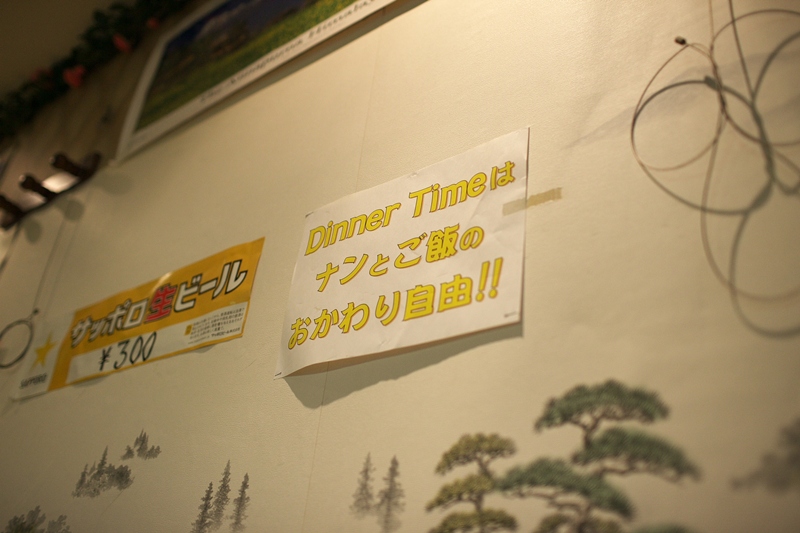 Dinner Timeは
ナンとご飯の
おかわり自由!!
サッポロ生ビール
¥300
SAPPORO